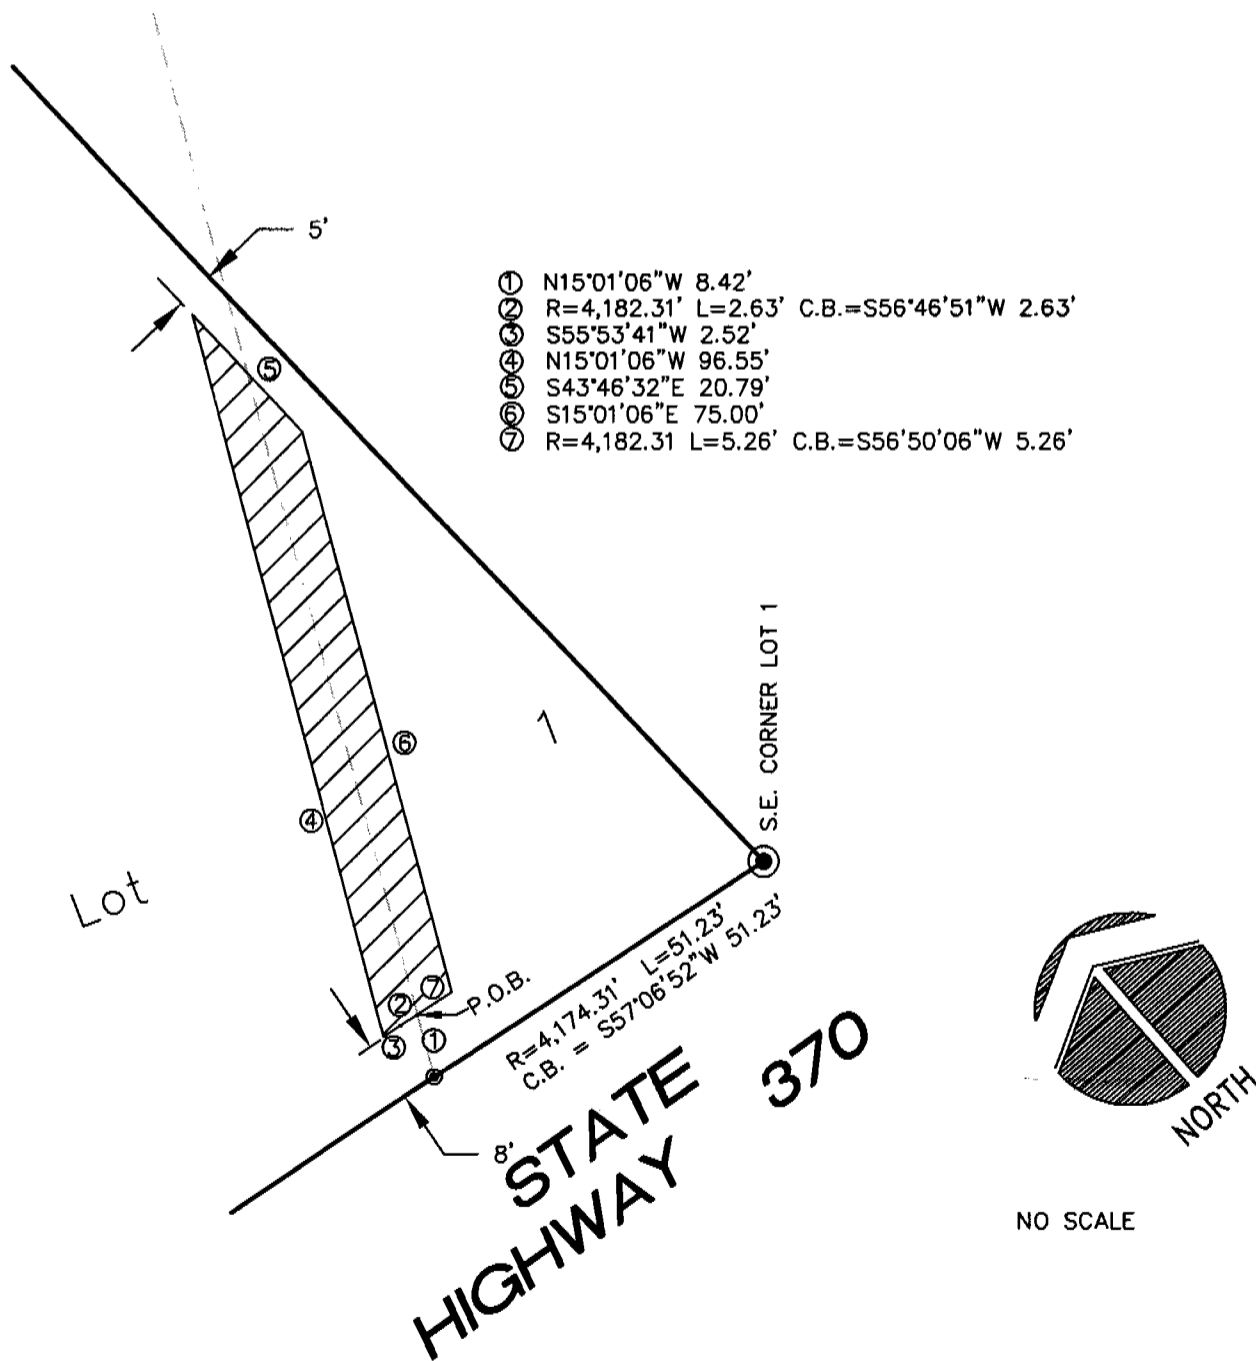 5'
① N15°01'06"W 8.42'
② R=4,182.31' L=2.63' C.B.=S56°46'51"W 2.63'
③ S55°53'41"W 2.52'
④ N15°01'06"W 96.55'
⑤ S43°46'32"E 20.79'
⑥ S15°01'06"E 75.00'
⑦ R=4,182.31 L=5.26' C.B.=S56'50'06"W 5.26'
⑤
S.E. CORNER LOT 1
1
⑥
④
Lot
② ⑦
P.O.B.
③ ①
R=4,174.31' L=51.23'
C.B. = S57°06'52"W 51.23'
8'
STATE 370
HIGHWAY
NORTH
NO SCALE